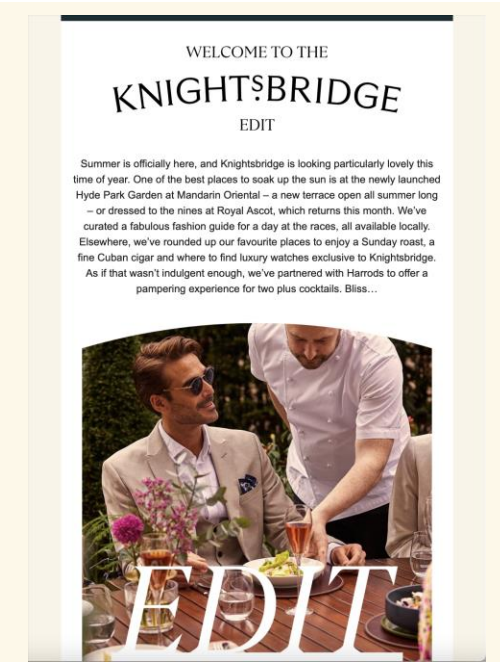 WELCOME TO THE
KNIGHTSBRIDGE
EDIT
Summer is officially here, and Knightsbridge is looking particularly lovely this
time of year. One of the best places to soak up the sun is at the newly launched
Hyde Park Garden at Mandarin Oriental – a new terrace open all summer long
– or dressed to the nines at Royal Ascot, which returns this month. We've
curated a fabulous fashion guide for a day at the races, all available locally.
Elsewhere, we've rounded up our favourite places to enjoy a Sunday roast, a
fine Cuban cigar and where to find luxury watches exclusive to Knightsbridge.
As if that wasn't indulgent enough, we've partnered with Harrods to offer a
pampering experience for two plus cocktails. Bliss…
EDIT